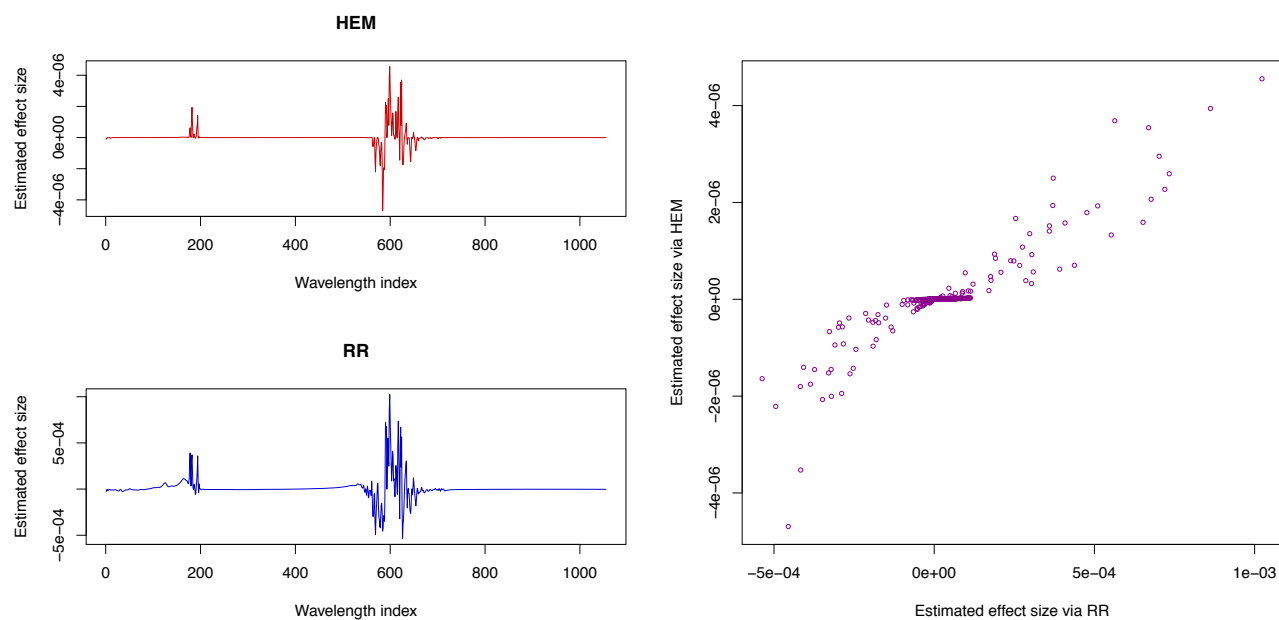 HEM
Estimated effect size
4e-06
0e+00
-4e-06
0 200 400 600 800 1000
Wavelength index
RR
Estimated effect size
5e-04
-5e-04
0 200 400 600 800 1000
Wavelength index
Estimated effect size via HEM
4e-06
2e-06
0e+00
-2e-06
-4e-06
-5e-04 0e+00 5e-04 1e-03
Estimated effect size via RR